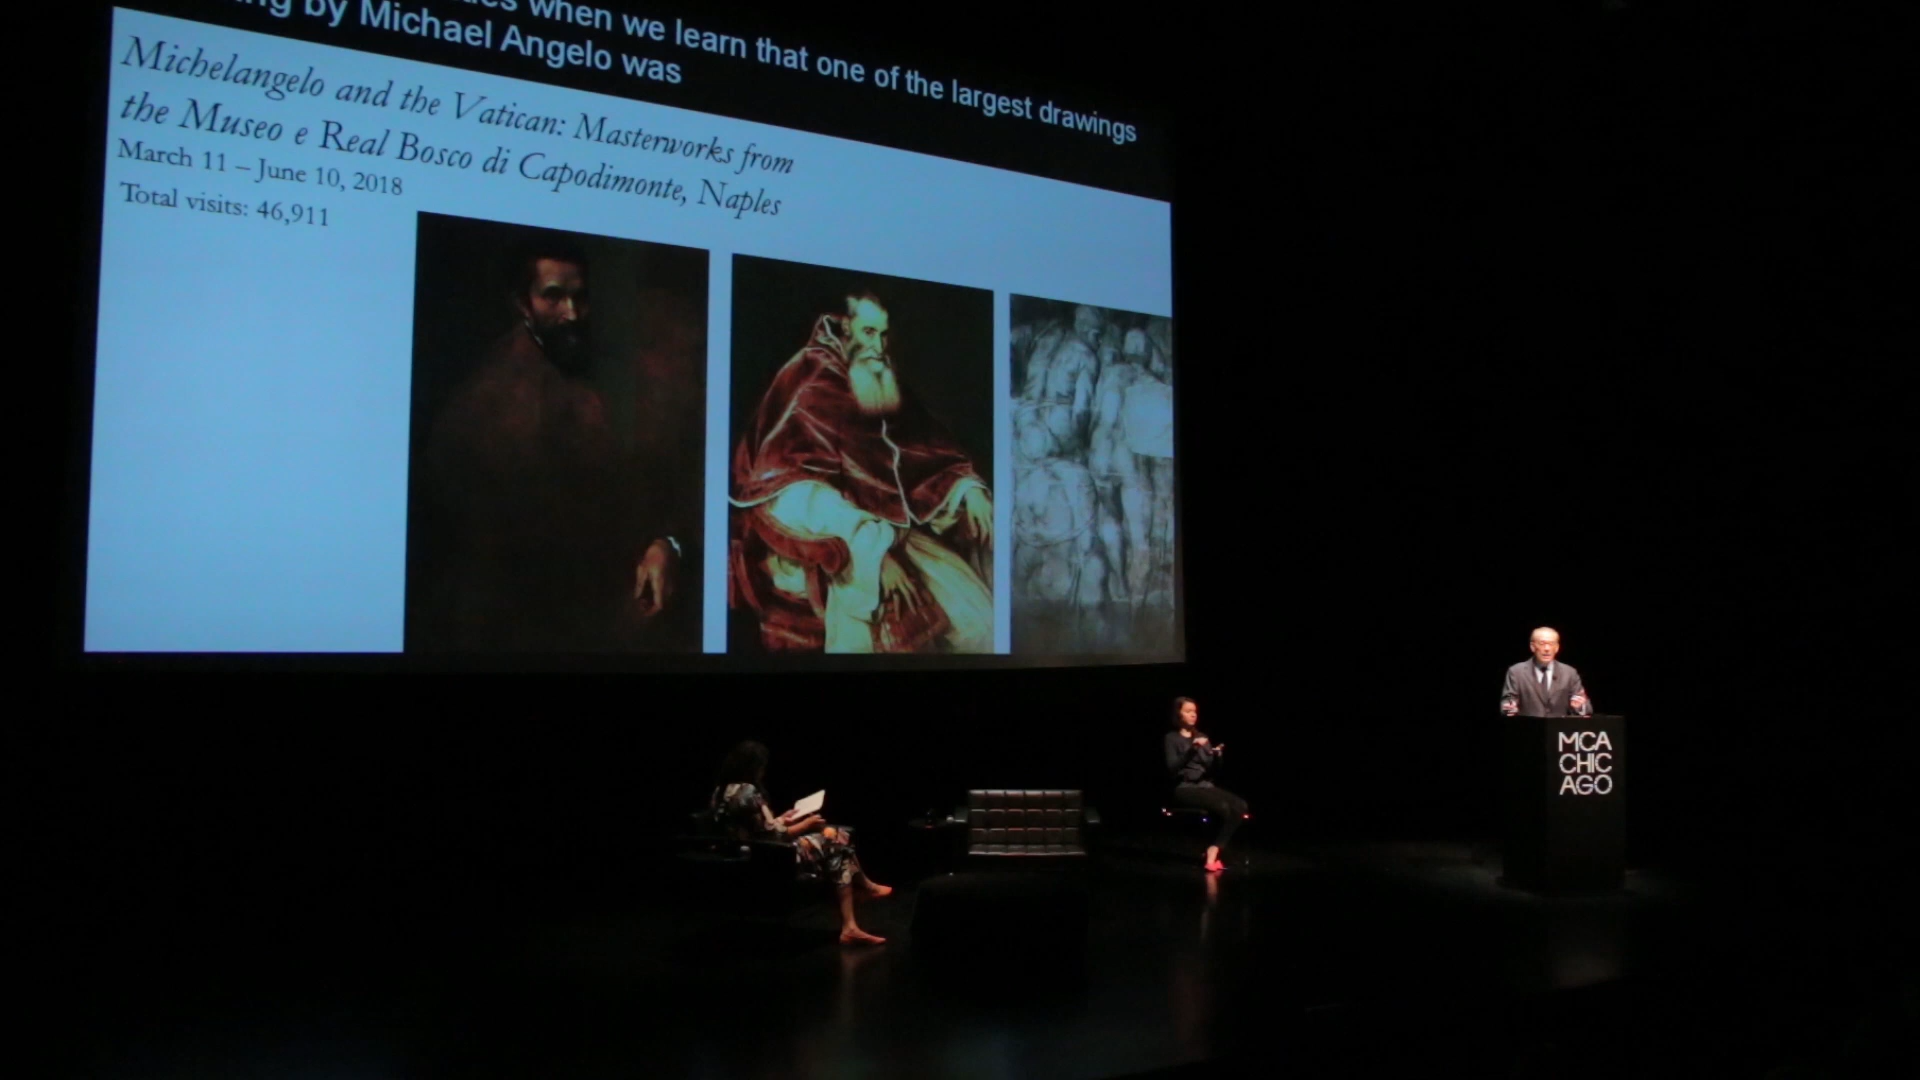 when we learn that one of the largest drawings
by Michael Angelo was
Michelangelo and the Vatican: Masterworks from
the Museo e Real Bosco di Capodimonte, Naples
March 11 – June 10, 2018
Total visits: 46,911
MCA
CHIC
AGO